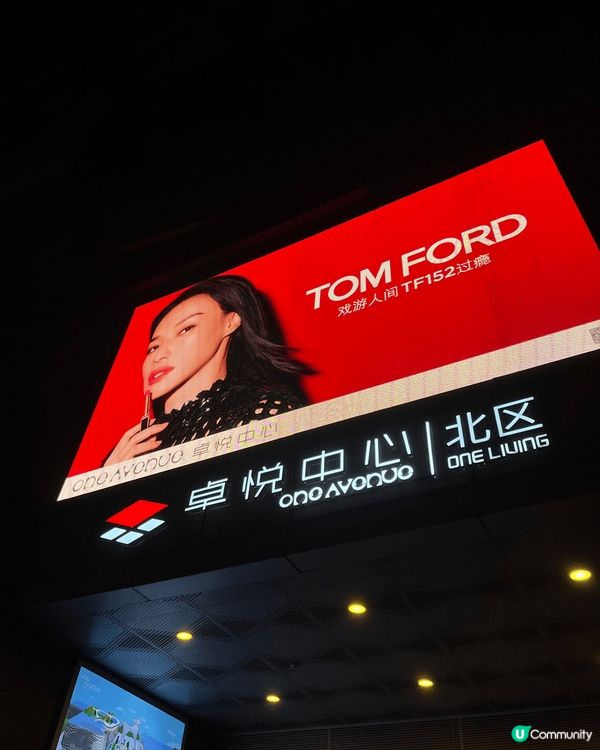 TOM FORD
戏游人间 TF152过瘾
one Avenue 卓悦中心
卓悦中心 | 北区
one Avenue ONE LIVING
U Community